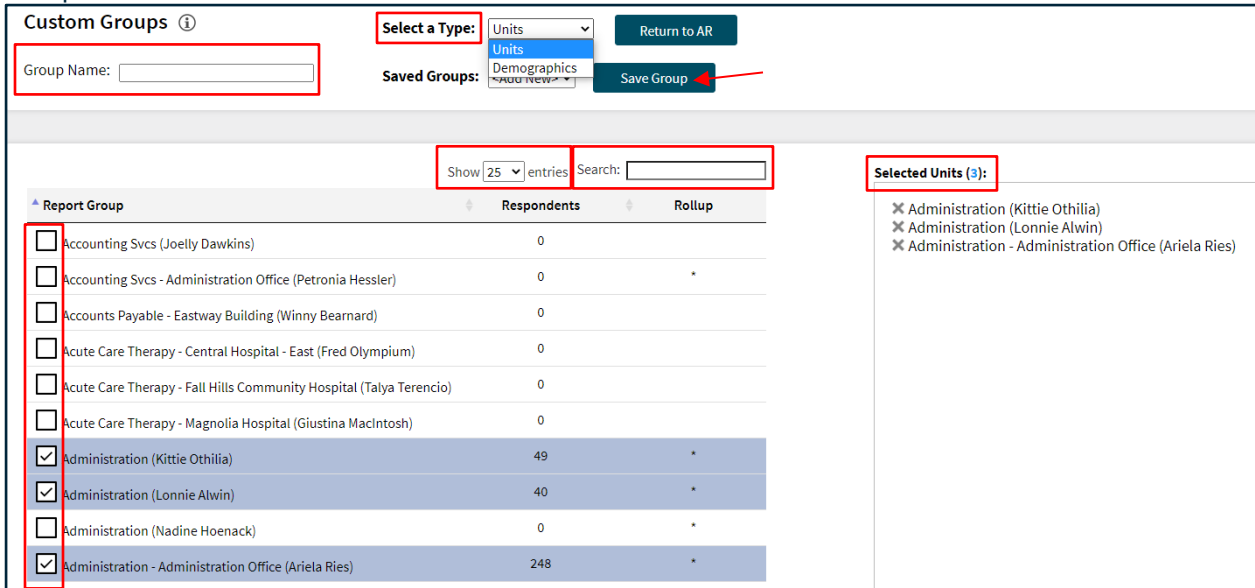 Custom Groups ⓘ
Select a Type: Units
Return to AR
Units
Demographics
Group Name:
Saved Groups: <Add New>
Save Group
Show 25 entries Search:
Selected Units (3):
Report Group Respondents Rollup
Accounting Svcs (Joelly Dawkins) 0
Accounting Svcs - Administration Office (Petronia Hessler) 0 *
Accounts Payable - Eastway Building (Winny Bearnard) 0
Acute Care Therapy - Central Hospital - East (Fred Olympium) 0
Acute Care Therapy - Fall Hills Community Hospital (Talya Terencio) 0
Acute Care Therapy - Magnolia Hospital (Giustina MacIntosh) 0
Administration (Kittie Othilia) 49 *
Administration (Lonnie Alwin) 40 *
Administration (Nadine Hoenack) 0 *
Administration - Administration Office (Ariela Ries) 248 *
Administration (Kittie Othilia)
Administration (Lonnie Alwin)
Administration - Administration Office (Ariela Ries)